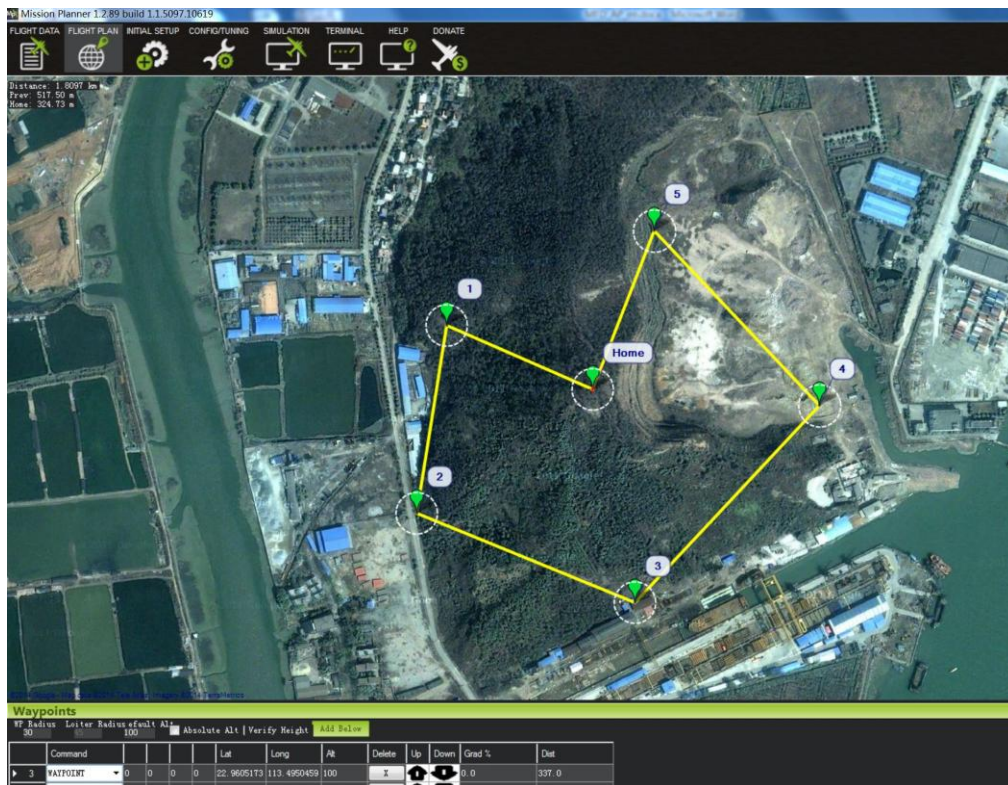 Mission Planner 1.2.89 build 1.1.5097.10619
FLIGHT DATA FLIGHT PLAN INITIAL SETUP CONFIG/TUNING SIMULATION TERMINAL HELP DONATE
Distance: 1.8097 km
Prev: 517.50 m
Home: 324.73 m
5
1
Home
4
2
3
Waypoints
WP Radius Loiter Radius efault Alt
30 45 100 Absolute Alt Verify Height Add Below
Command Lat Long Alt Delete Up Down Grad % Dist
3 WAYPOINT 0 0 0 0 22.9605173 113.4950459 100 X 0.0 337.0